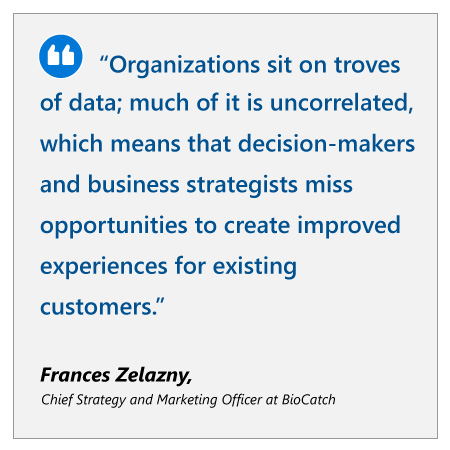 “Organizations sit on troves
of data; much of it is uncorrelated,
which means that decision-makers
and business strategists miss
opportunities to create improved
experiences for existing
customers.”
Frances Zelazny,
Chief Strategy and Marketing Officer at BioCatch